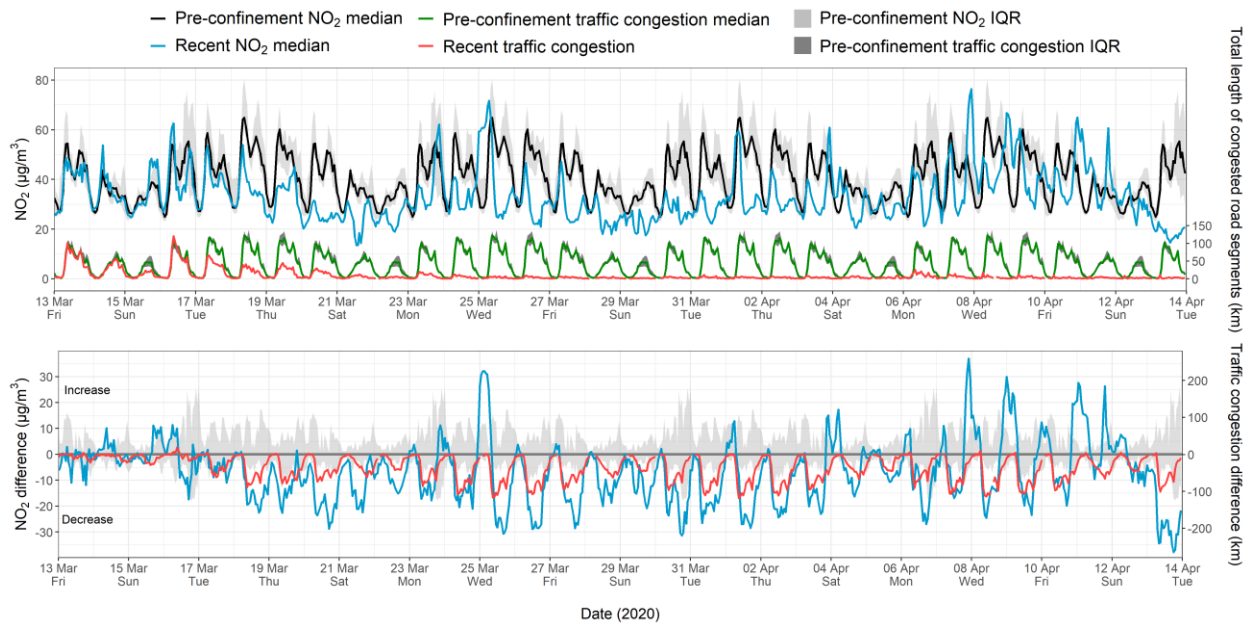 Pre-confinement NO2 median Pre-confinement traffic congestion median Pre-confinement NO2 IQR
Recent NO2 median Recent traffic congestion Pre-confinement traffic congestion IQR
NO2 (µg/m3)
80
60
40
20
0
150
100
50
0
Total length of congested road segments (km)
13 Mar 15 Mar 17 Mar 19 Mar 21 Mar 23 Mar 25 Mar 27 Mar 29 Mar 31 Mar 02 Apr 04 Apr 06 Apr 08 Apr 10 Apr 12 Apr 14 Apr
Fri Sun Tue Thu Sat Mon Wed Fri Sun Tue Thu Sat Mon Wed Fri Sun Tue
NO2 difference (µg/m3)
30
20
10
0
-10
-20
-30
Increase
Decrease
200
100
0
-100
-200
Traffic congestion difference (km)
13 Mar 15 Mar 17 Mar 19 Mar 21 Mar 23 Mar 25 Mar 27 Mar 29 Mar 31 Mar 02 Apr 04 Apr 06 Apr 08 Apr 10 Apr 12 Apr 14 Apr
Fri Sun Tue Thu Sat Mon Wed Fri Sun Tue Thu Sat Mon Wed Fri Sun Tue
Date (2020)